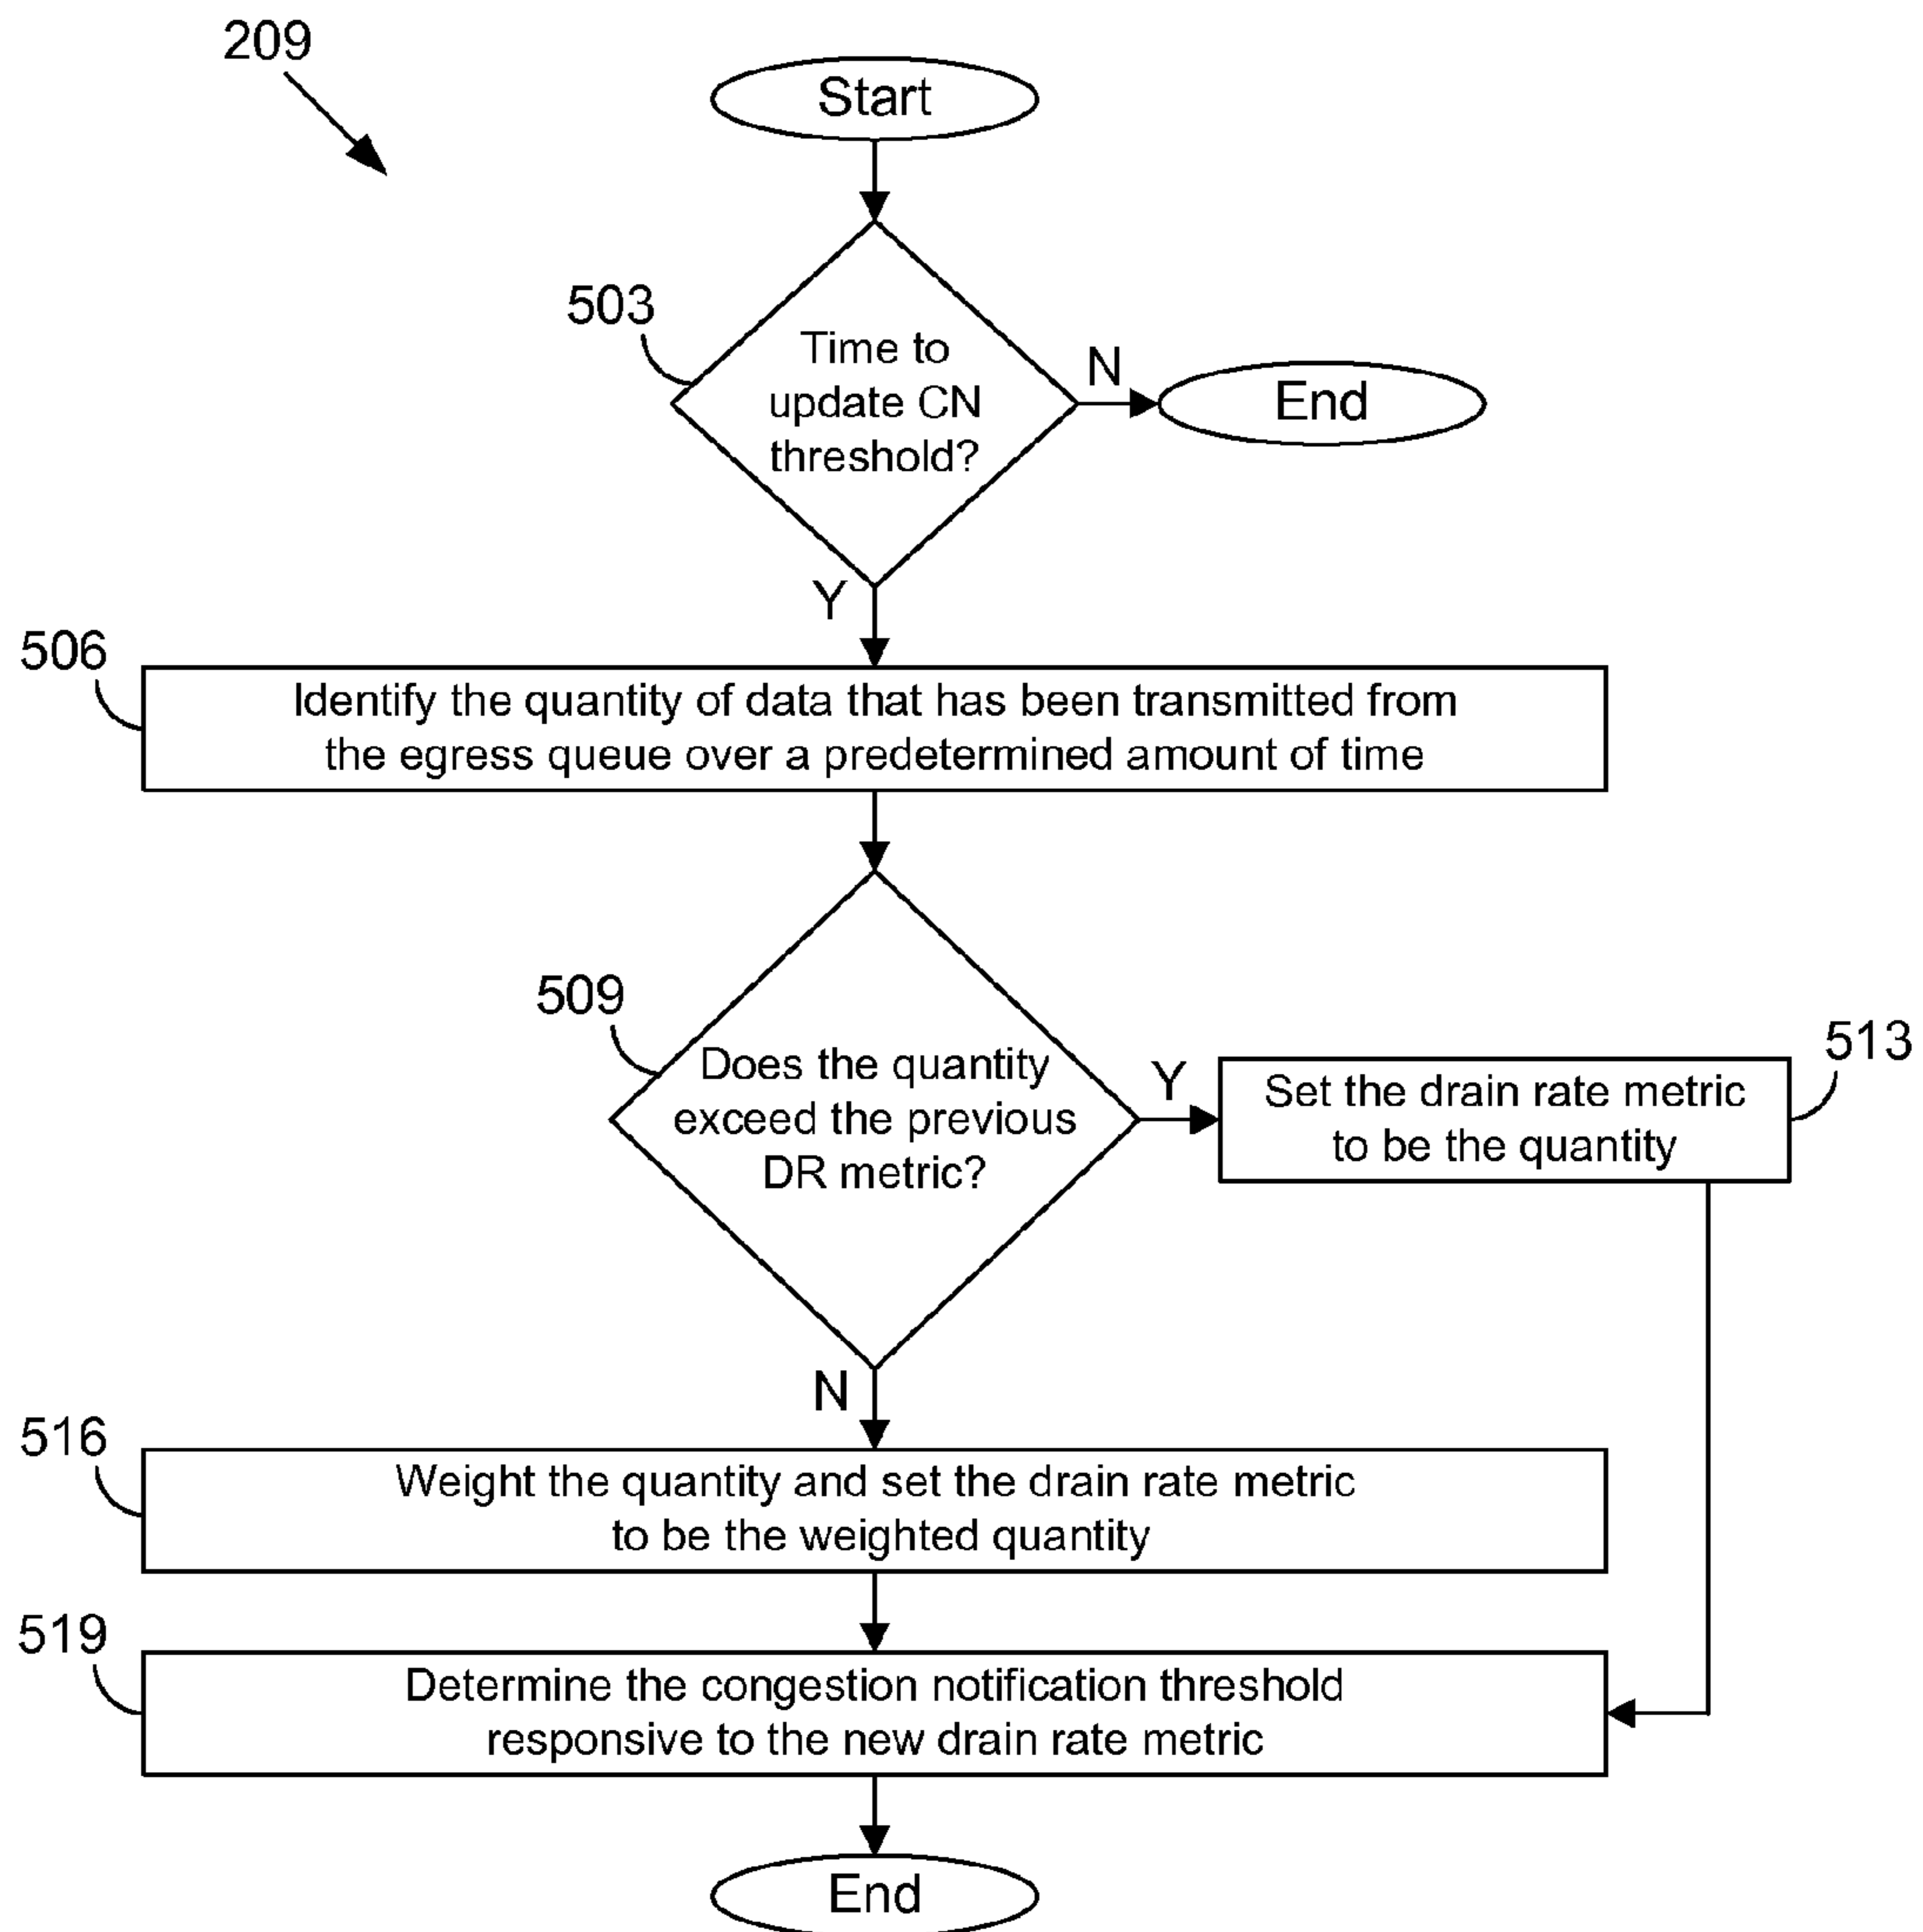 209
Start
503
Time to
update CN
threshold?
N
End
Y
506
Identify the quantity of data that has been transmitted from
the egress queue over a predetermined amount of time
509
Does the quantity
exceed the previous
DR metric?
Y
513
Set the drain rate metric
to be the quantity
N
516
Weight the quantity and set the drain rate metric
to be the weighted quantity
519
Determine the congestion notification threshold
responsive to the new drain rate metric
End